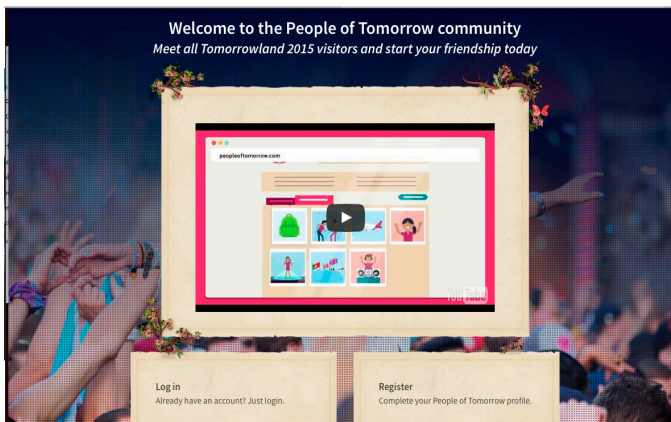 Welcome to the People of Tomorrow community
Meet all Tomorrowland 2015 visitors and start your friendship today
peopleoftomorrow.com
YouTube
Log in
Already have an account? Just login.
Register
Complete your People of Tomorrow profile.